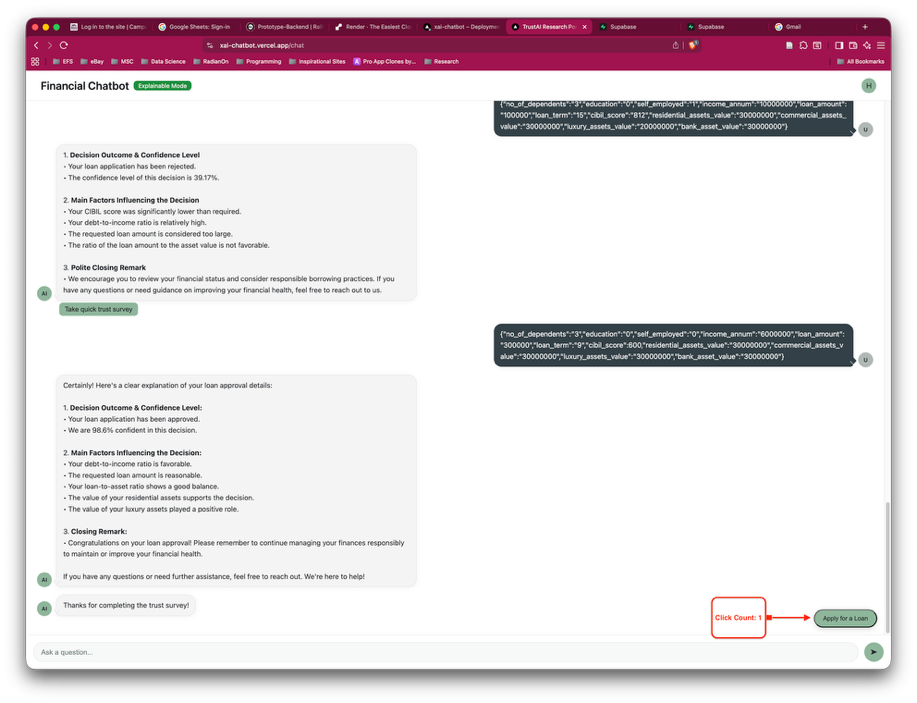 Log in to the site | Camp
Google Sheets: Sign-in
Prototype-Backend | Rail
Render - The Easiest Clo
xai-chatbot – Deploymen
TrustAI Research Po
Supabase
Supabase
Gmail
xai-chatbot.vercel.app/chat
EFS
eBay
MSC
Data Science
RadianOn
Programming
Inspirational Sites
Pro App Clones by...
Research
All Bookmarks
Financial Chatbot
Explainable Mode
H
{"no_of_dependents":"3","education":"0","self_employed":"1","income_annum":"10000000","loan_amount":
"100000","loan_term":"15","cibil_score":"812","residential_assets_value":"30000000","commercial_assets_
value":"30000000","luxury_assets_value":"20000000","bank_asset_value":"30000000"}
U
1. Decision Outcome & Confidence Level
• Your loan application has been rejected.
• The confidence level of this decision is 39.17%.
2. Main Factors Influencing the Decision
• Your CIBIL score was significantly lower than required.
• Your debt-to-income ratio is relatively high.
• The requested loan amount is considered too large.
• The ratio of the loan amount to the asset value is not favorable.
3. Polite Closing Remark
• We encourage you to review your financial status and consider responsible borrowing practices. If you
have any questions or need guidance on improving your financial health, feel free to reach out to us.
AI
Take quick trust survey
{"no_of_dependents":"3","education":"0","self_employed":"0","income_annum":"6000000","loan_amount":
"300000","loan_term":"9","cibil_score":600,"residential_assets_value":"30000000","commercial_assets_v
alue":"30000000","luxury_assets_value":"30000000","bank_asset_value":"30000000"}
U
Certainly! Here's a clear explanation of your loan approval details:
1. Decision Outcome & Confidence Level:
• Your loan application has been approved.
• We are 98.6% confident in this decision.
2. Main Factors Influencing the Decision:
• Your debt-to-income ratio is favorable.
• The requested loan amount is reasonable.
• Your loan-to-asset ratio shows a good balance.
• The value of your residential assets supports the decision.
• The value of your luxury assets played a positive role.
3. Closing Remark:
• Congratulations on your loan approval! Please remember to continue managing your finances responsibly
to maintain or improve your financial health.
If you have any questions or need further assistance, feel free to reach out. We're here to help!
AI
Thanks for completing the trust survey!
AI
Click Count: 1
Apply for a Loan
Ask a question...